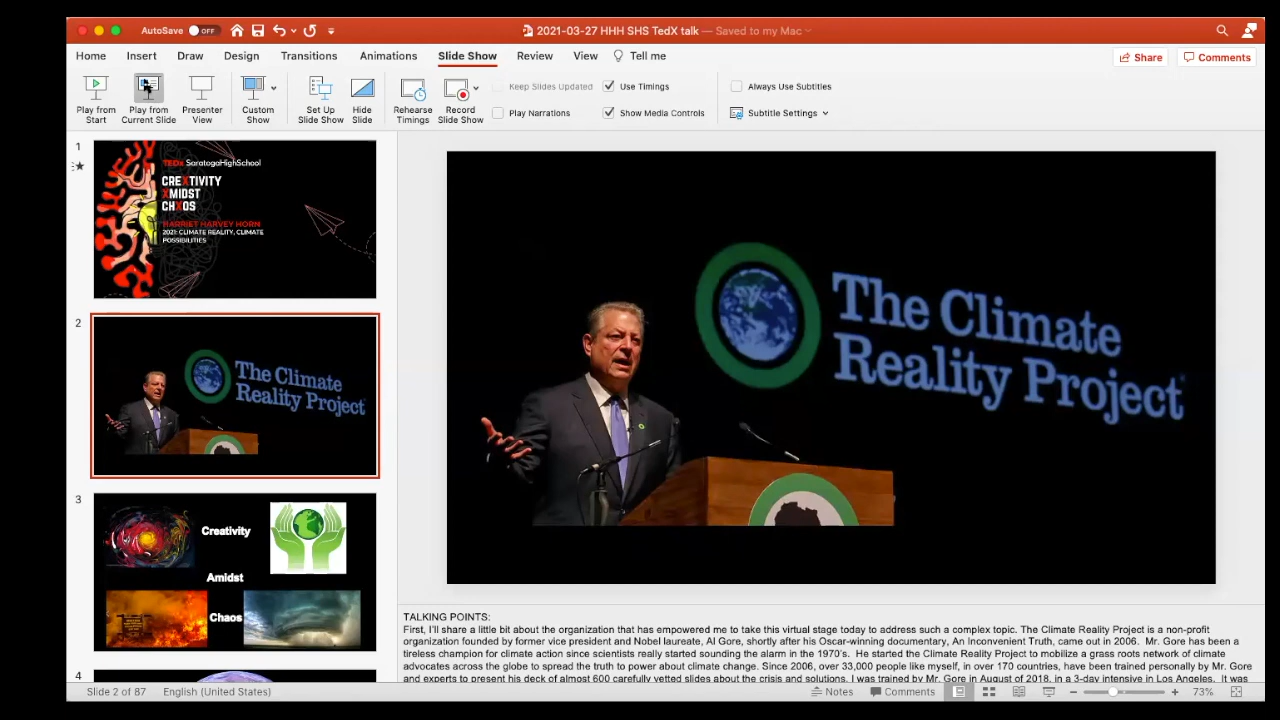 AutoSave OFF
2021-03-27 HHH SHS TedX talk — Saved to my Mac
Home Insert Draw Design Transitions Animations Slide Show Review View Tell me
Share Comments
Play from Start
Play from Current Slide
Presenter View
Custom Show
Set Up Slide Show
Hide Slide
Rehearse Timings
Record Slide Show
Keep Slides Updated
Use Timings
Always Use Subtitles
Play Narrations
Show Media Controls
Subtitle Settings
1
TEDx SaratogaHighSchool
CREXTIVITY
XMIDST
CHXOS
HARRIET HARVEY HORN
2021: CLIMATE REALITY, CLIMATE
POSSIBILITIES
2
The Climate
Reality Project
3
Creativity
Amidst
Chaos
4
The Climate
Reality Project
TALKING POINTS:
First, I'll share a little bit about the organization that has empowered me to take this virtual stage today to address such a complex topic. The Climate Reality Project is a non-profit
organization founded by former vice president and Nobel laureate, Al Gore, shortly after his Oscar-winning documentary, An Inconvenient Truth, came out in 2006. Mr. Gore has been a
tireless champion for climate action since scientists really started sounding the alarm in the 1970's. He started the Climate Reality Project to mobilize a grass roots network of climate
advocates across the globe to spread the truth to power about climate change. Since 2006, over 33,000 people like myself, in over 170 countries, have been trained personally by Mr. Gore
and experts to present his deck of almost 600 carefully vetted slides about the crisis and solutions. I was trained by Mr. Gore in August of 2018, in a 3-day intensive in Los Angeles. It was
Slide 2 of 87 English (United States) Notes Comments 73%